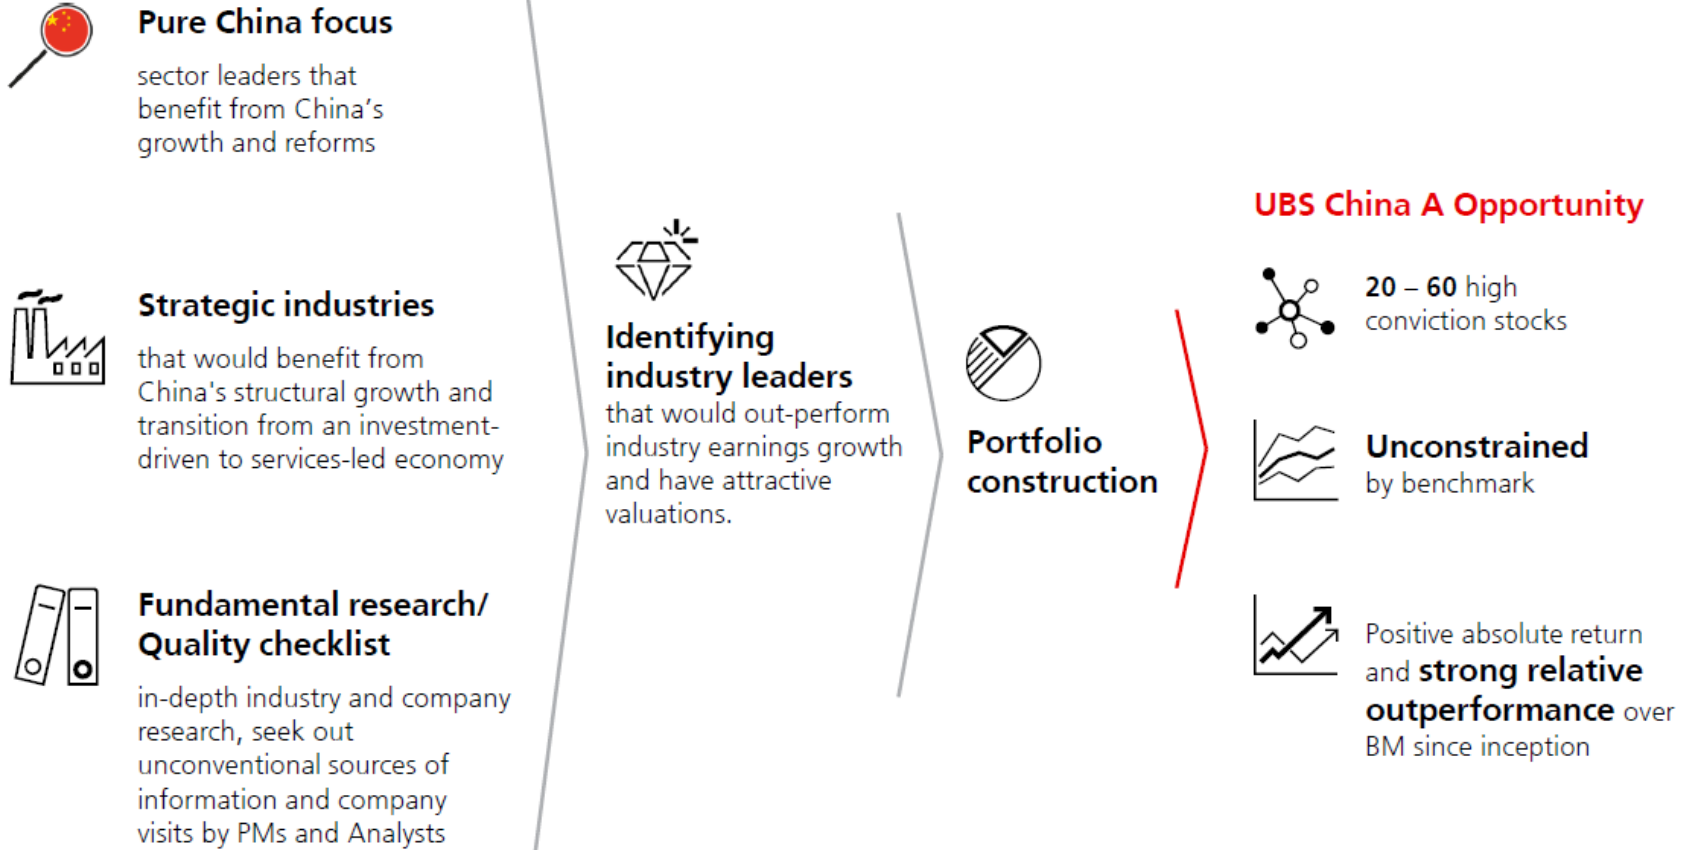 Pure China focus
sector leaders that
benefit from China’s
growth and reforms
Strategic industries
that would benefit from
China's structural growth and
transition from an investment-
driven to services-led economy
Fundamental research/
Quality checklist
in-depth industry and company
research, seek out
unconventional sources of
information and company
visits by PMs and Analysts
Identifying
industry leaders
that would out-perform
industry earnings growth
and have attractive
valuations.
Portfolio
construction
UBS China A Opportunity
20 – 60 high
conviction stocks
Unconstrained
by benchmark
Positive absolute return
and strong relative
outperformance over
BM since inception